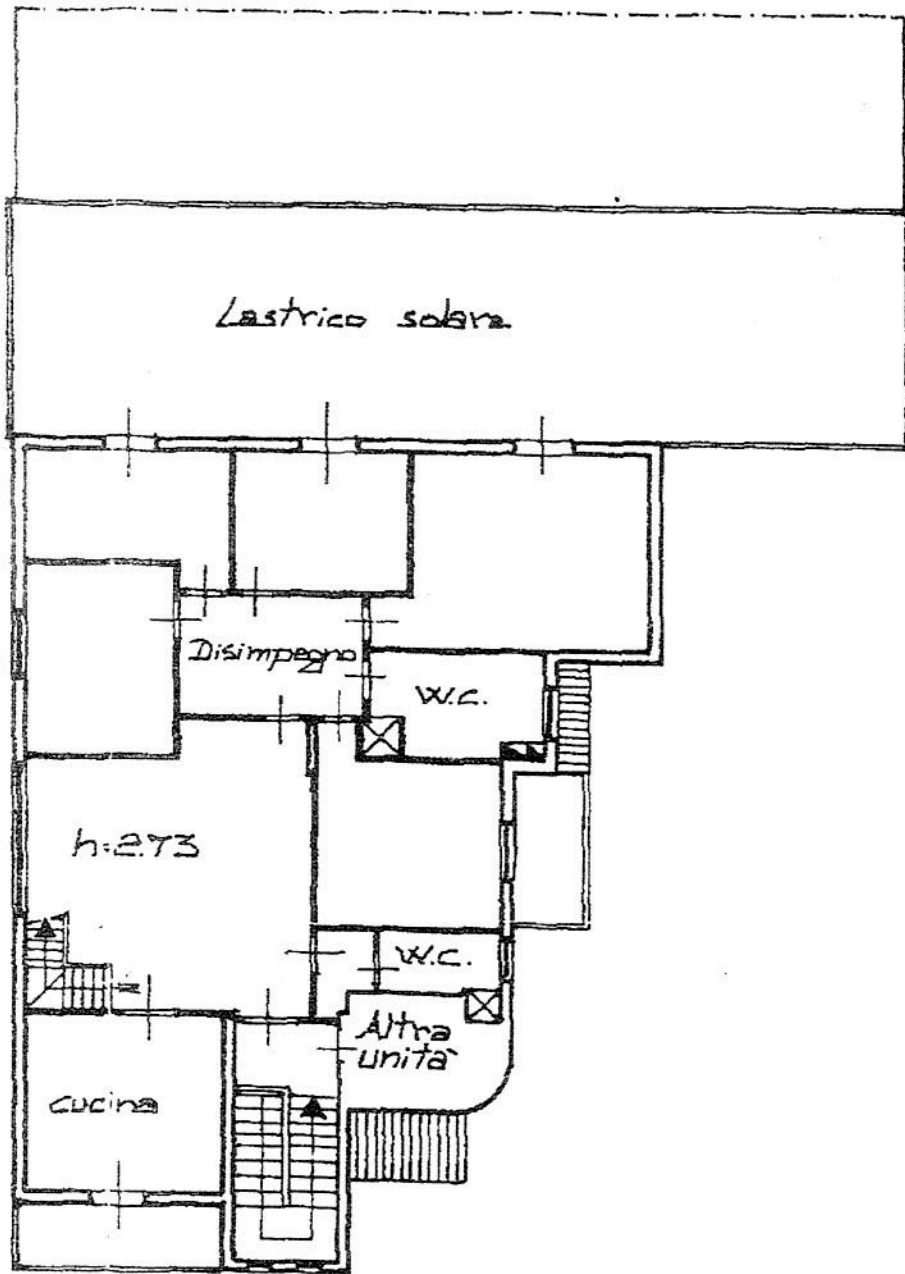 Lastrico solare
Disimpegno
W.C.
h=2.73
W.C.
Altra
unità
cucina